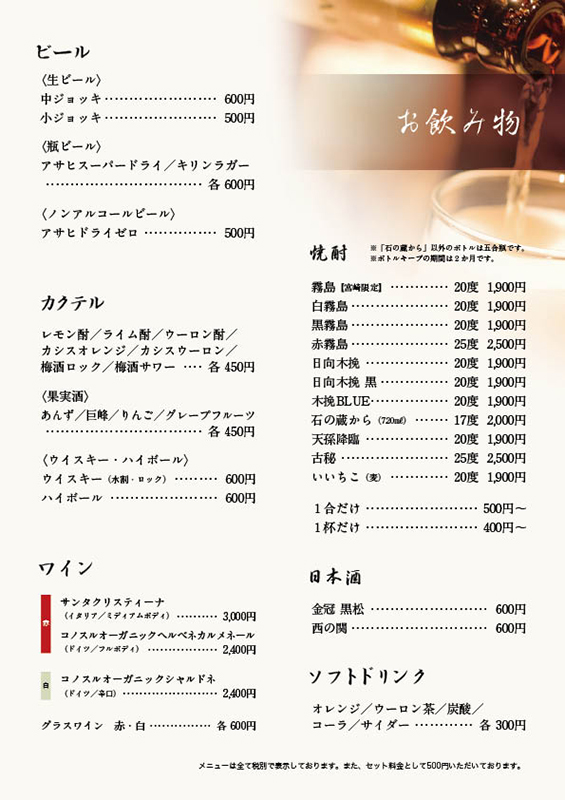 お飲み物
ビール
〈生ビール〉
中ジョッキ……………………… 600円
小ジョッキ……………………… 500円
〈瓶ビール〉
アサヒスーパードライ／キリンラガー
……………………………… 各 600円
〈ノンアルコールビール〉
アサヒドライゼロ ……………… 500円
カクテル
レモン酎／ライム酎／ウーロン酎／
カシスオレンジ／カシスウーロン／
梅酒ロック／梅酒サワー …… 各 450円
〈果実酒〉
あんず／巨峰／りんご／グレープフルーツ
……………………………… 各 450円
〈ウイスキー・ハイボール〉
ウイスキー（水割・ロック）……… 600円
ハイボール …………………… 600円
ワイン
赤
サンタクリスティーナ
（イタリア／ミディアムボディ）………… 3,000円
コノスルオーガニックヘルベネカルメネール
（ドイツ／フルボディ）……………… 2,400円
白
コノスルオーガニックシャルドネ
（ドイツ／辛口）…………………… 2,400円
グラスワイン　赤・白 …………… 各 600円
焼酎
※「石の蔵から」以外のボトルは五合瓶です。
※ボトルキープの期間は２か月です。
霧島【宮崎限定】………… 20度 1,900円
白霧島………………… 20度 1,900円
黒霧島………………… 20度 1,900円
赤霧島………………… 25度 2,500円
日向木挽 ……………… 20度 1,900円
日向木挽 黒 …………… 20度 1,900円
木挽BLUE……………… 20度 1,900円
石の蔵から（720㎖）……… 17度 2,000円
天孫降臨 ……………… 20度 1,900円
古秘 …………………… 25度 2,500円
いいちこ（麦）………… 20度 1,900円
１合だけ …………………… 500円〜
１杯だけ …………………… 400円〜
日本酒
金冠 黒松 …………………… 600円
西の関 ……………………… 600円
ソフトドリンク
オレンジ／ウーロン茶／炭酸／
コーラ／サイダー ………… 各 300円
メニューは全て税別で表示しております。また、セット料金として500円いただいております。